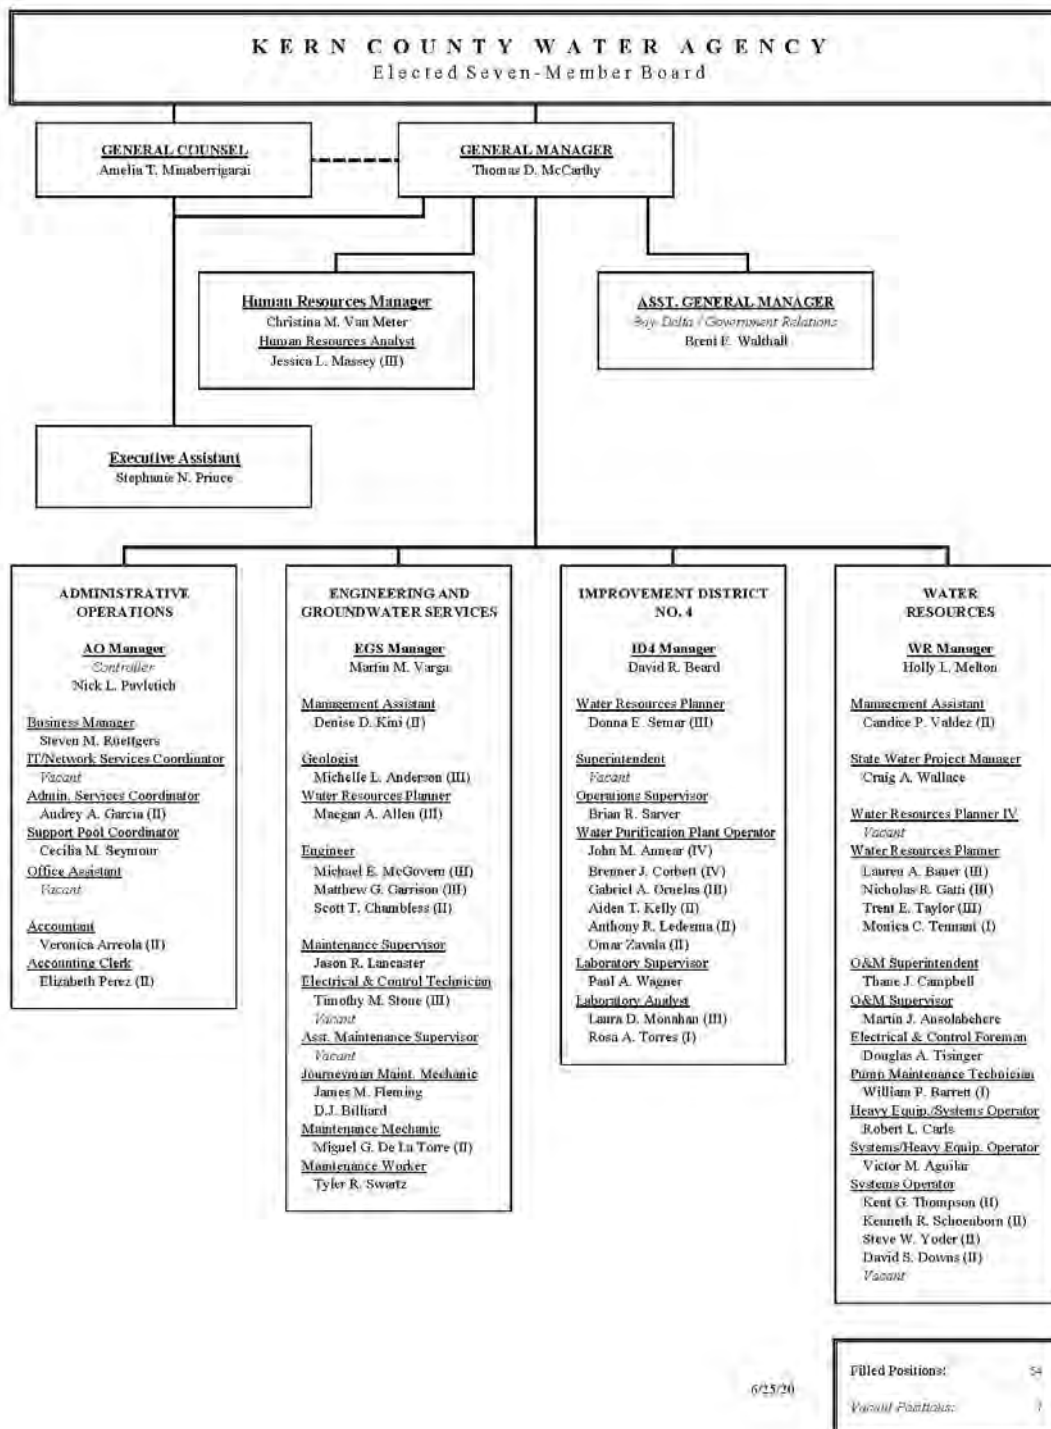 KERN COUNTY WATER AGENCY
Elected Seven-Member Board
GENERAL COUNSEL
Amelia T. Minaberrigarai
GENERAL MANAGER
Thomas D. McCarthy
Human Resources Manager
Christina M. Van Meter
Human Resources Analyst
Jessica L. Massey (III)
ASST. GENERAL MANAGER
Bay-Delta / Government Relations
Brent E. Walthall
Executive Assistant
Stephanie N. Prince
ADMINISTRATIVE
OPERATIONS
AO Manager
Controller
Nick L. Pavletich
Business Manager
Steven M. Ruettgers
IT/Network Services Coordinator
Vacant
Admin. Services Coordinator
Audrey A. Garcia (II)
Support Pool Coordinator
Cecilia M. Seymour
Office Assistant
Vacant
Accountant
Veronica Arreola (II)
Accounting Clerk
Elizabeth Perez (II)
ENGINEERING AND
GROUNDWATER SERVICES
EGS Manager
Martin M. Varga
Management Assistant
Denise D. Kini (II)
Geologist
Michelle L. Anderson (III)
Water Resources Planner
Maegan A. Allen (III)
Engineer
Michael E. McGovern (III)
Matthew G. Garrison (III)
Scott T. Chambless (II)
Maintenance Supervisor
Jason R. Lancaster
Electrical & Control Technician
Timothy M. Stone (III)
Vacant
Asst. Maintenance Supervisor
Vacant
Journeyman Maint. Mechanic
James M. Fleming
D.J. Billiard
Maintenance Mechanic
Miguel G. De La Torre (II)
Maintenance Worker
Tyler R. Swartz
IMPROVEMENT DISTRICT
NO. 4
ID4 Manager
David R. Beard
Water Resources Planner
Donna E. Semar (III)
Superintendent
Vacant
Operations Supervisor
Brian R. Sarver
Water Purification Plant Operator
John M. Annear (IV)
Brenner J. Corbett (IV)
Gabriel A. Ornelas (III)
Aiden T. Kelly (II)
Anthony R. Ledesma (II)
Omar Zavala (II)
Laboratory Supervisor
Paul A. Wagner
Laboratory Analyst
Laura D. Monahan (III)
Rosa A. Torres (I)
WATER
RESOURCES
WR Manager
Holly L. Melton
Management Assistant
Candice P. Valdez (II)
State Water Project Manager
Craig A. Wallace
Water Resources Planner IV
Vacant
Water Resources Planner
Lauren A. Bauer (III)
Nicholas R. Gatti (III)
Trent E. Taylor (III)
Monica C. Tennant (I)
O&M Superintendent
Thane J. Campbell
O&M Supervisor
Martin J. Ansolabehere
Electrical & Control Foreman
Douglas A. Tisinger
Pump Maintenance Technician
William P. Barrett (I)
Heavy Equip./Systems Operator
Robert L. Carls
Systems/Heavy Equip. Operator
Victor M. Aguilar
Systems Operator
Kent G. Thompson (II)
Kenneth R. Schoenborn (II)
Steve W. Yoder (II)
David S. Downs (II)
Vacant
6/25/20
Filled Positions: 54
Vacant Positions: 7